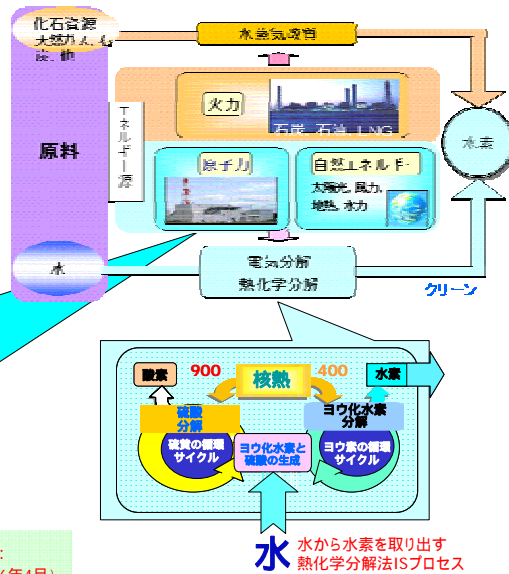 化石資源
水蒸気改質
火力
石炭 石油 LNG
エネルギー源
原料
水素
原子力
自然エネルギー
太陽光, 風力,
地熱, 水力
水
電気分解
熱化学分解
クリーン
酸素
900
核熱
400
水素
硫酸
分解
ヨウ化水素
分解
硫黄の循環
サイクル
ヨウ化水素と
硫酸の生成
ヨウ素の循環
サイクル
水
水から水素を取り出す
熱化学分解法ISプロセス
年4月)